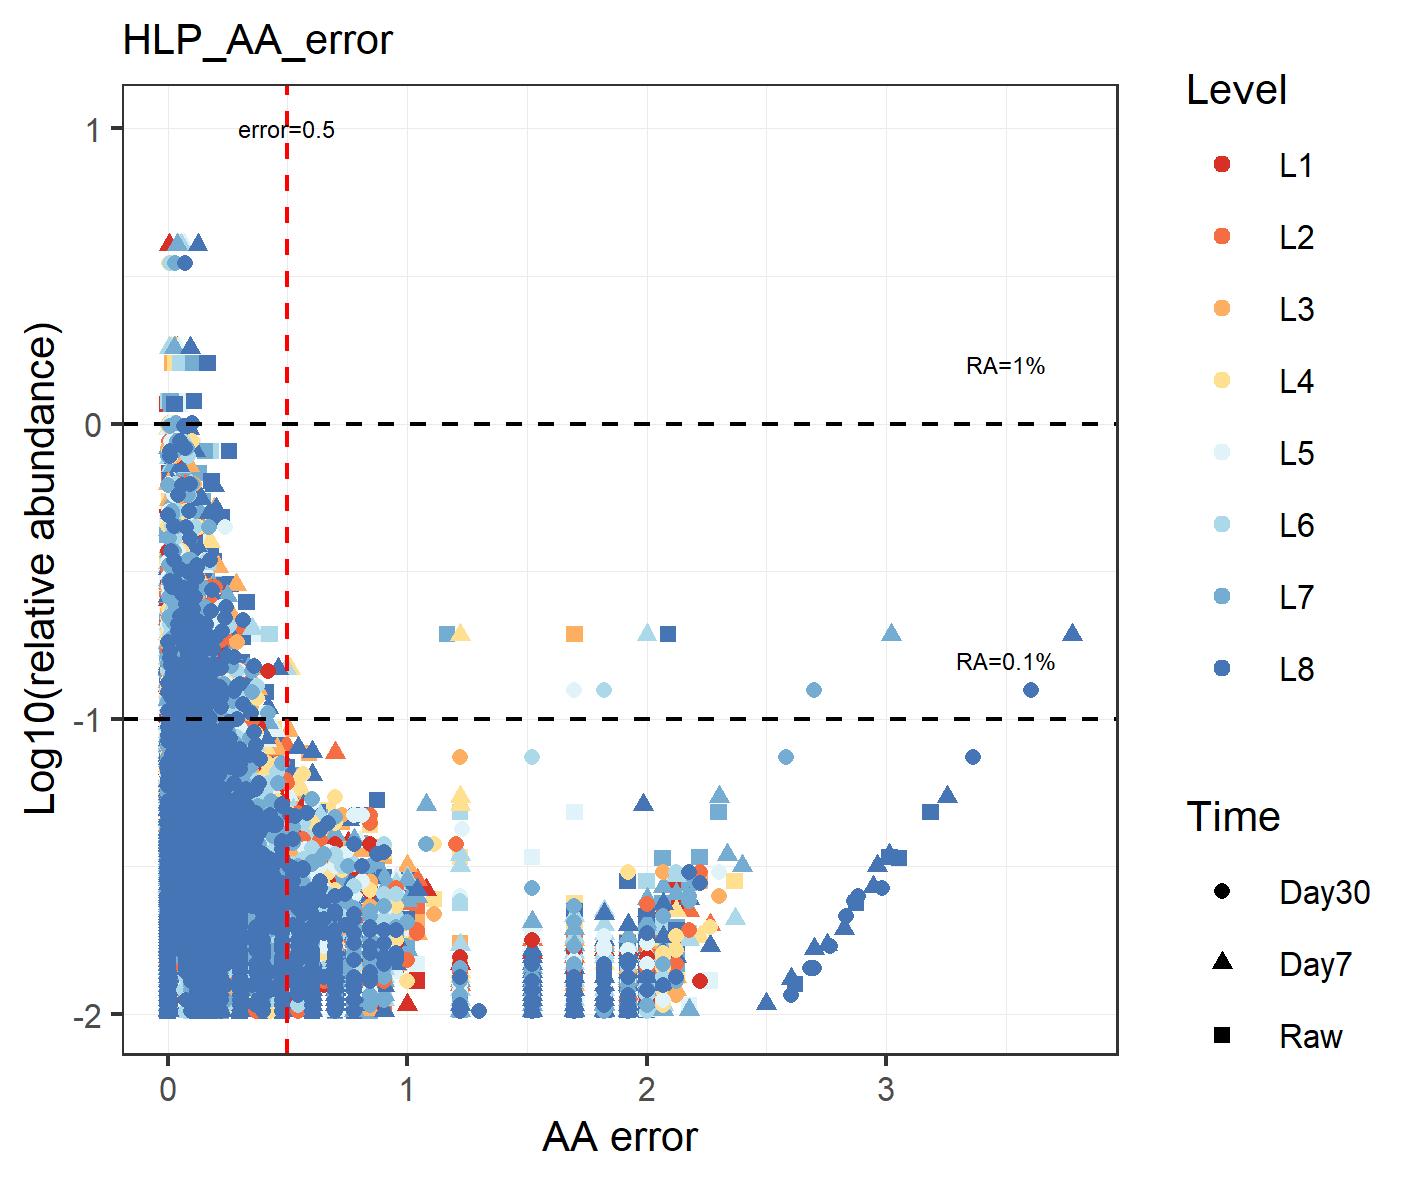 HLP_AA_error
Level
error=0.5
L1
L2
L3
L4
L5
L6
L7
L8
RA=1%
RA=0.1%
Log10(relative abundance)
1
0
-1
-2
Time
Day30
Day7
Raw
0
1
2
3
AA error